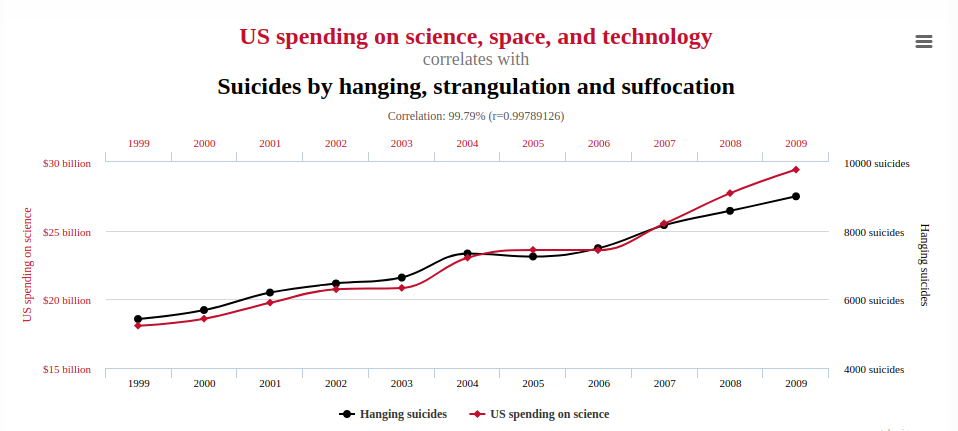 US spending on science, space, and technology
correlates with
Suicides by hanging, strangulation and suffocation
Correlation: 99.79% (r=0.99789126)
1999 2000 2001 2002 2003 2004 2005 2006 2007 2008 2009
$30 billion 10000 suicides
$25 billion 8000 suicides
$20 billion 6000 suicides
$15 billion 4000 suicides
US spending on science
Hanging suicides
1999 2000 2001 2002 2003 2004 2005 2006 2007 2008 2009
Hanging suicides US spending on science